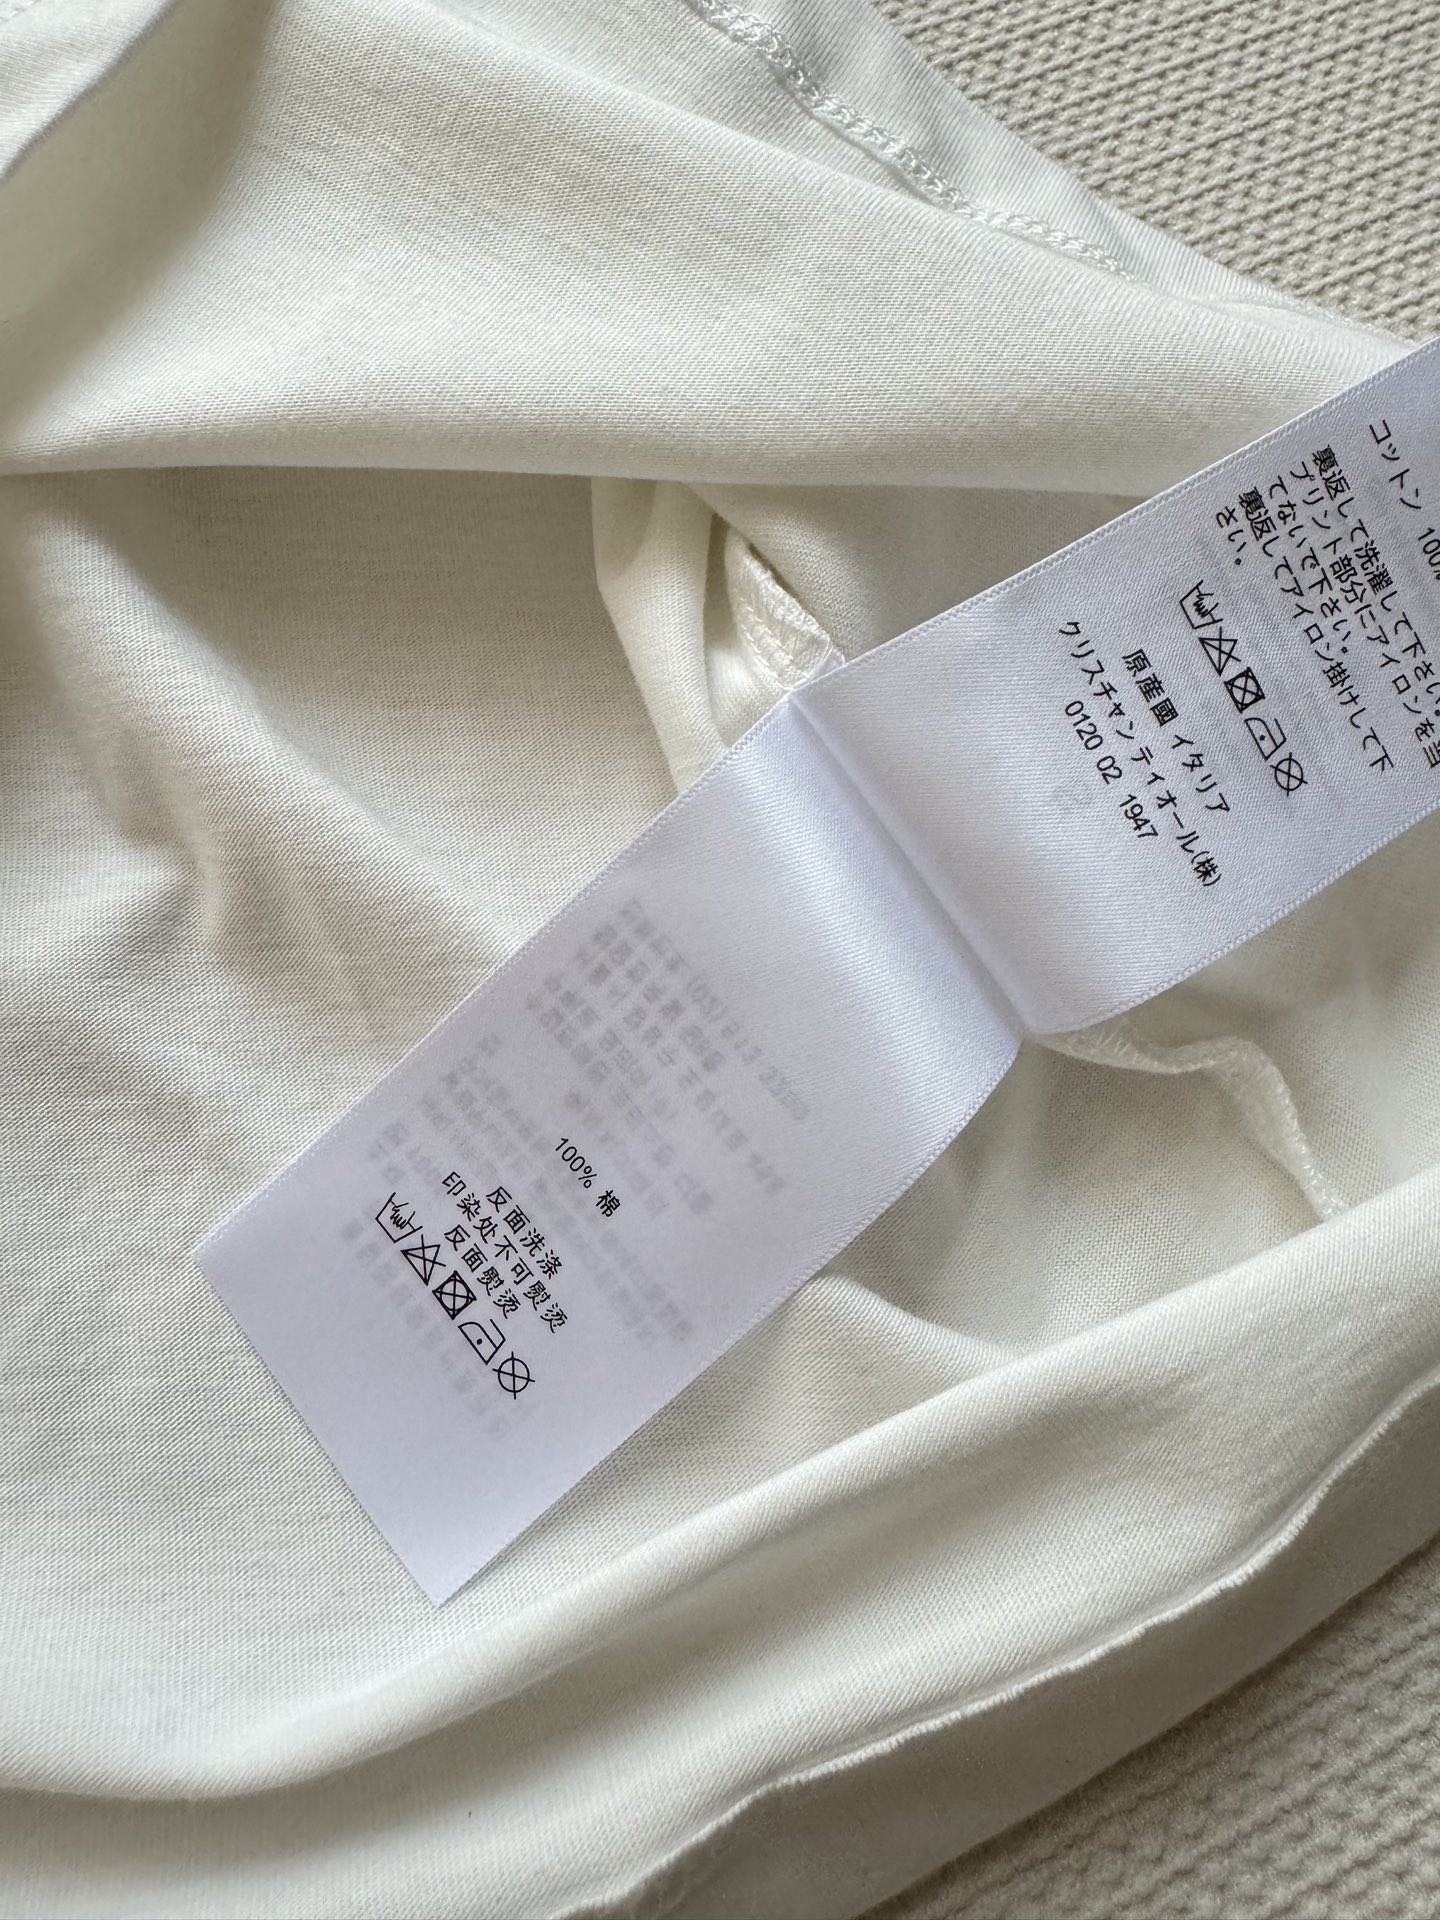 コットン 100%
裏返して洗濯して下さい。
プリント部分にアイロンを当
てないで下さい。
裏返してアイロン掛けして下
さい。
原産國 イタリア
クリスチャン ディオール(株)
0120 02 1947
100% 棉
反面洗涤
印染处不可熨烫
反面熨烫